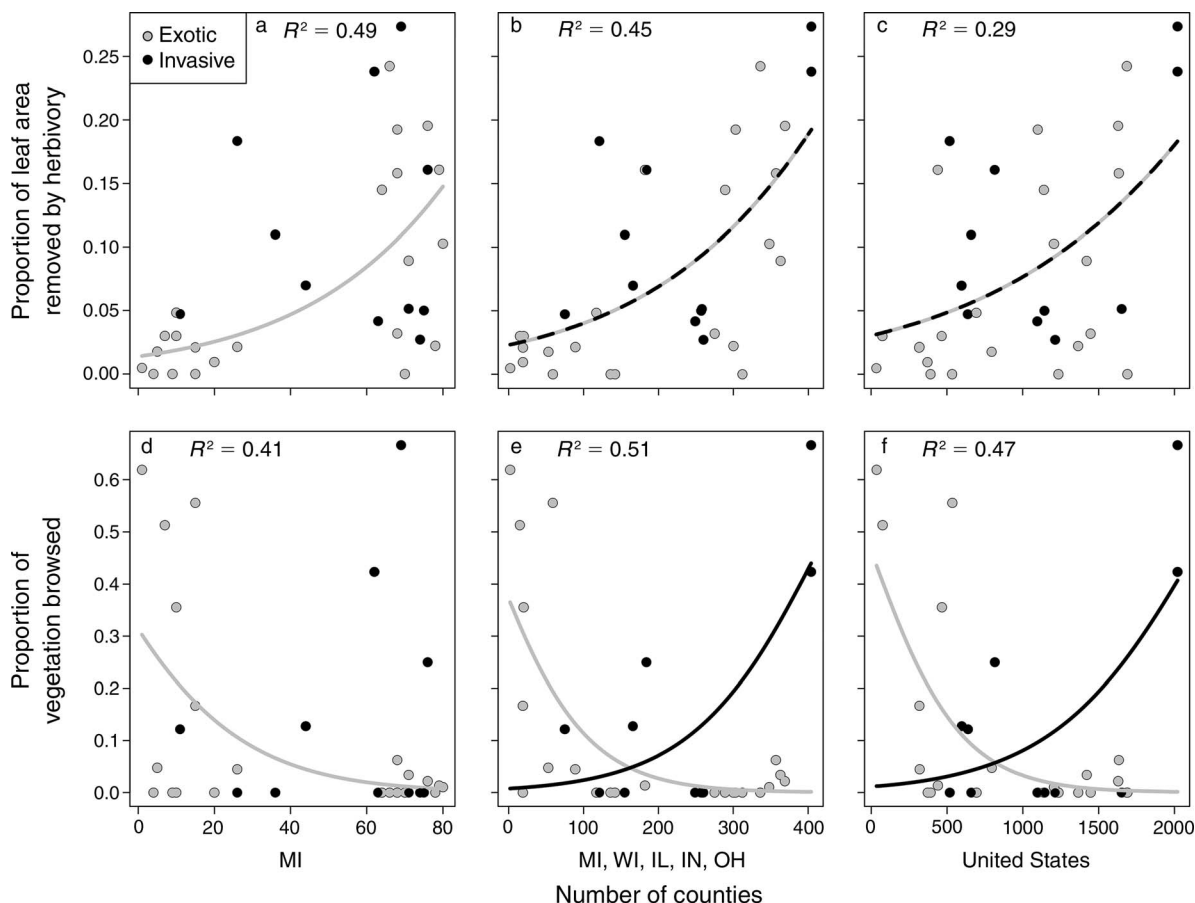 Exotic
Invasive
a R² = 0.49
b R² = 0.45
c R² = 0.29
Proportion of leaf area
removed by herbivory
0.25
0.20
0.15
0.10
0.05
0.00
d R² = 0.41
e R² = 0.51
f R² = 0.47
Proportion of
vegetation browsed
0.6
0.5
0.4
0.3
0.2
0.1
0.0
0 20 40 60 80
0 100 200 300 400
0 500 1000 1500 2000
MI
MI, WI, IL, IN, OH
United States
Number of counties